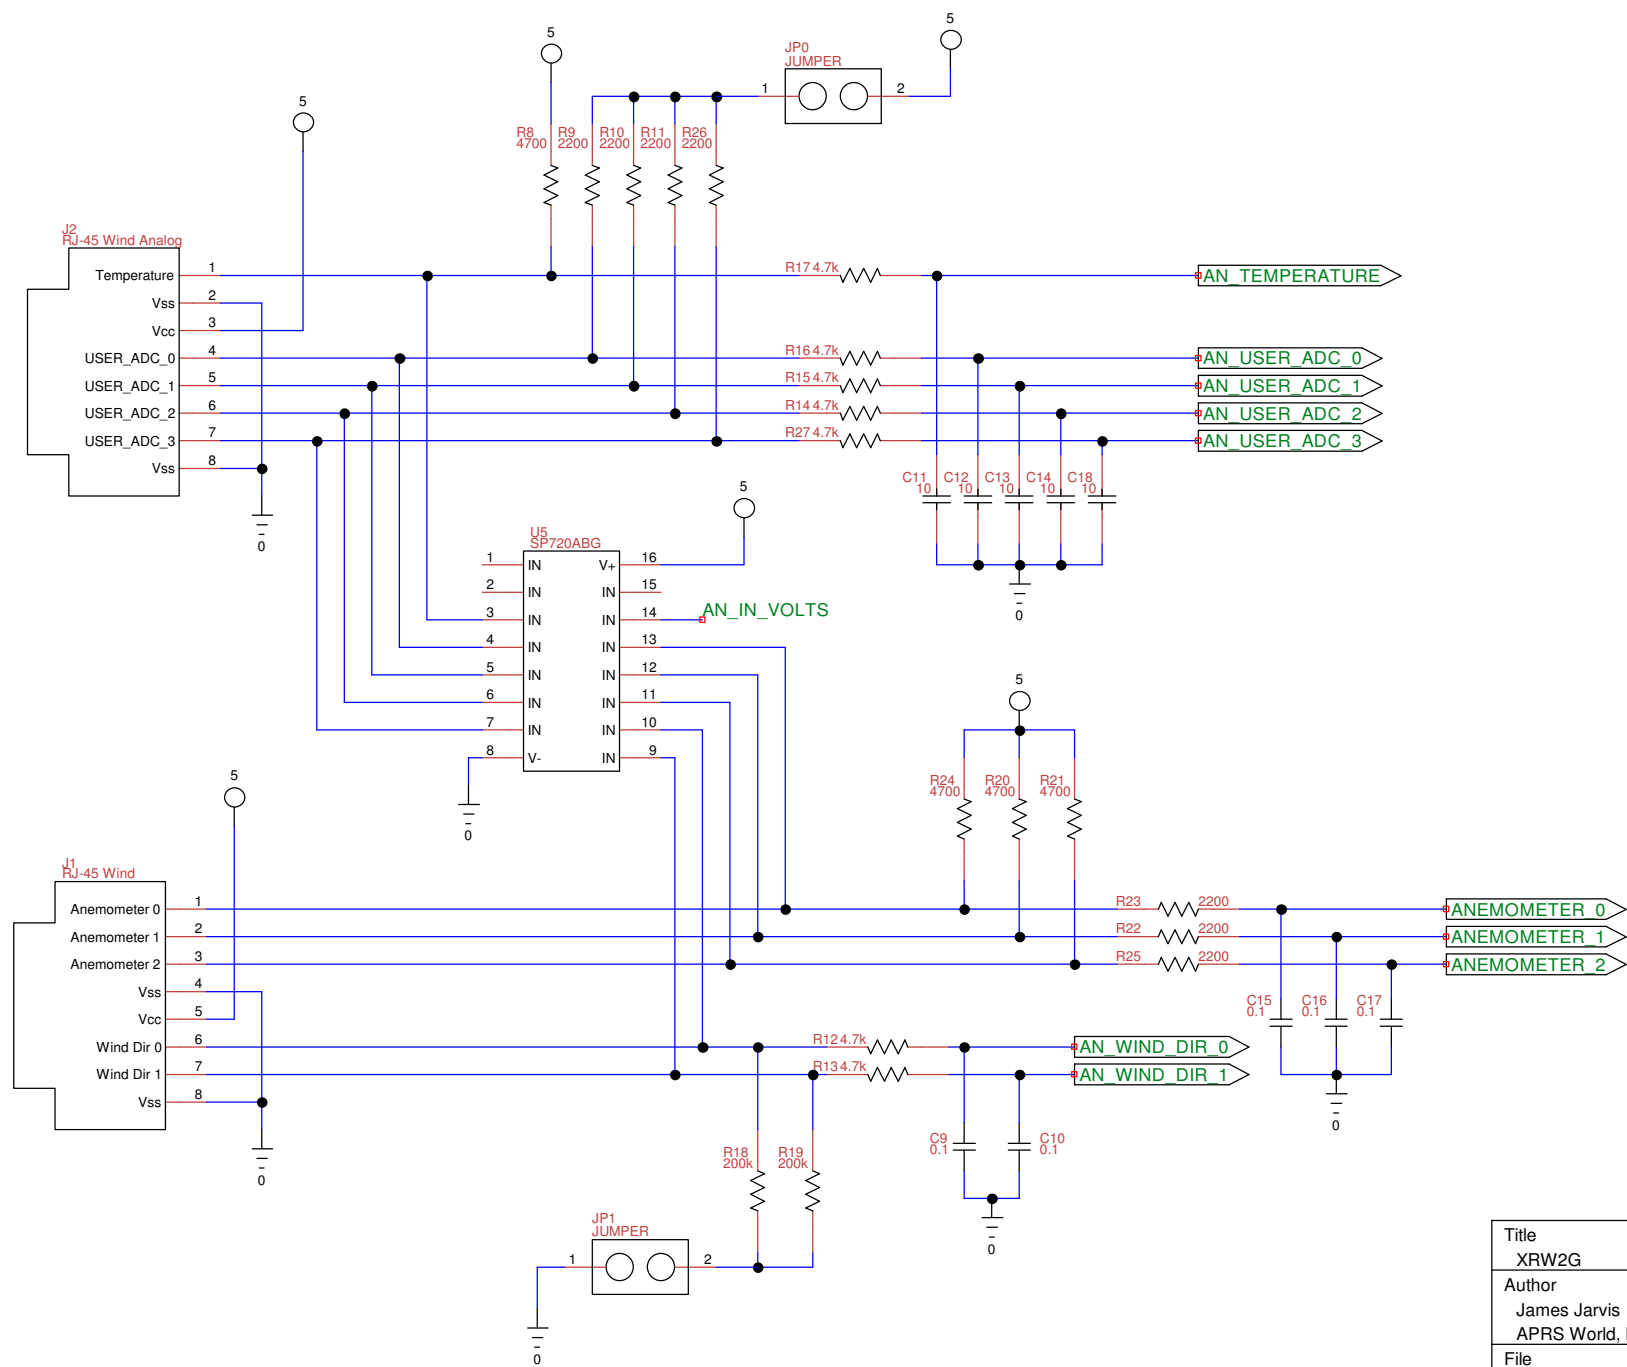 5
JP0
JUMPER
1
2
5
5
R8
4700
R9
2200
R10
2200
R11
2200
R26
2200
J2
RJ-45 Wind Analog
Temperature 1
Vss 2
Vcc 3
USER_ADC_0 4
USER_ADC_1 5
USER_ADC_2 6
USER_ADC_3 7
Vss 8
0
R17 4.7k
AN_TEMPERATURE
R16 4.7k
AN_USER_ADC_0
R15 4.7k
AN_USER_ADC_1
R14 4.7k
AN_USER_ADC_2
R27 4.7k
AN_USER_ADC_3
C11
10
C12
10
C13
10
C14
10
C18
10
0
5
U5
SP720ABG
1 IN V+ 16
2 IN IN 15
3 IN IN 14
AN_IN_VOLTS
4 IN IN 13
5 IN IN 12
6 IN IN 11
7 IN IN 10
8 V- IN 9
0
5
R24
4700
R20
4700
R21
4700
5
J1
RJ-45 Wind
Anemometer 0 1
Anemometer 1 2
Anemometer 2 3
Vss 4
Vcc 5
Wind Dir 0 6
Wind Dir 1 7
Vss 8
0
R23 2200
ANEMOMETER_0
R22 2200
ANEMOMETER_1
R25 2200
ANEMOMETER_2
C15
0.1
C16
0.1
C17
0.1
0
R12 4.7k
AN_WIND_DIR_0
R13 4.7k
AN_WIND_DIR_1
C9
0.1
C10
0.1
0
R18
200k
R19
200k
JP1
JUMPER
1
2
0
Title
XRW2G
Author
James Jarvis
APRS World,
File